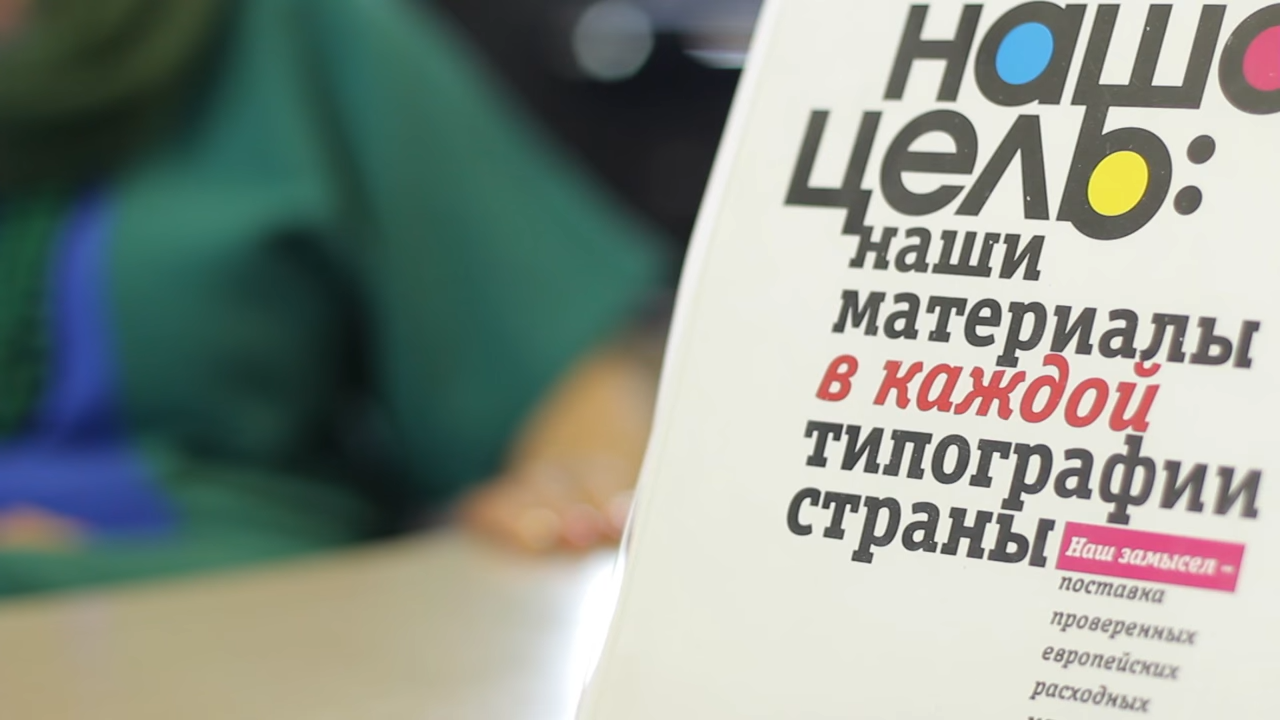 наша
цель:
наши
материалы
в каждой
типографии
страны
Наш замысел –
поставка
проверенных
европейских
расходных